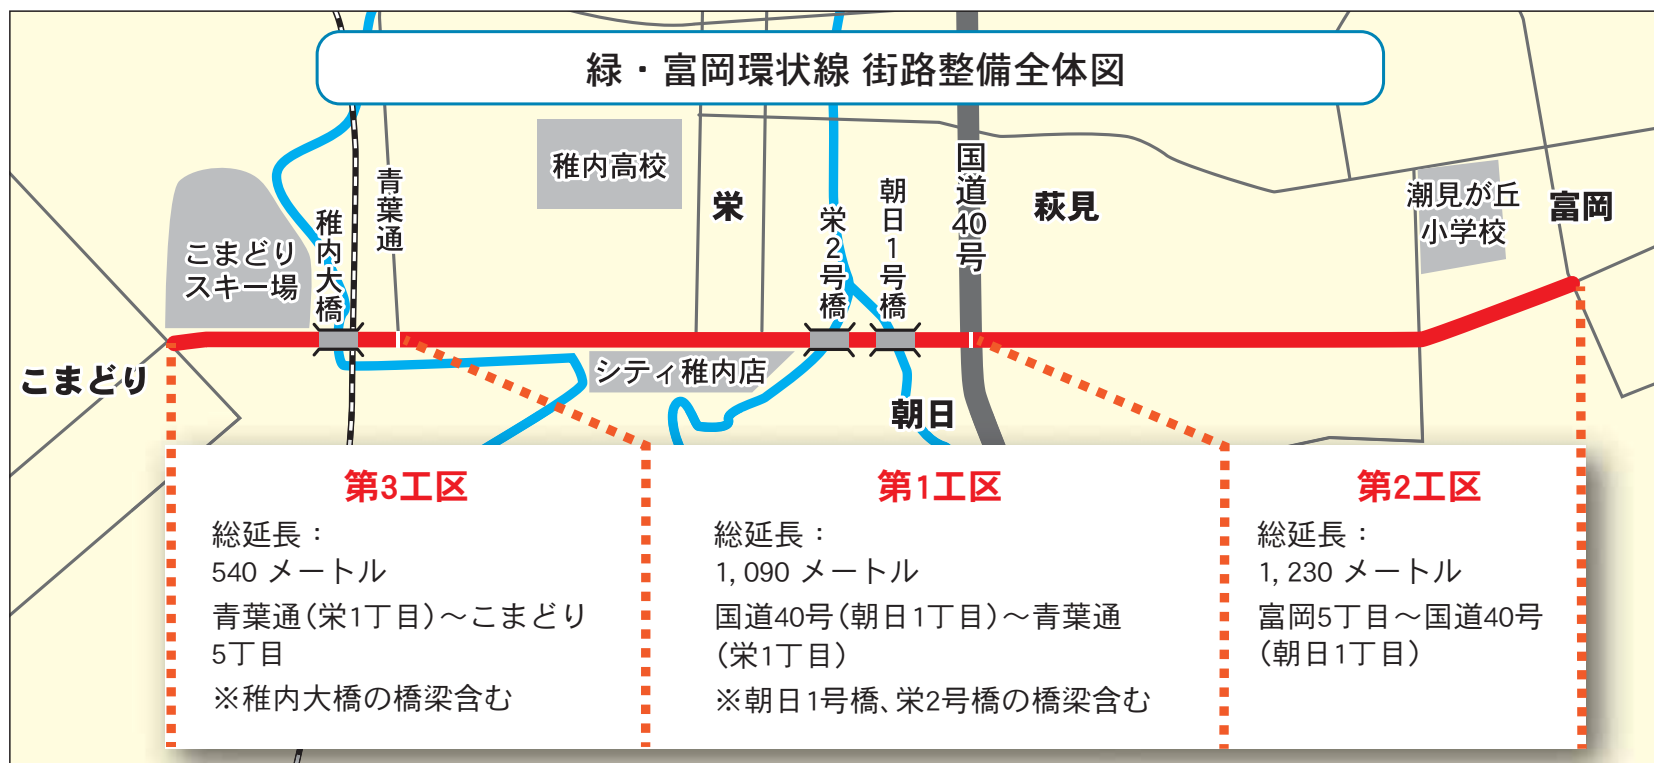 緑・富岡環状線 街路整備全体図
稚内高校
青葉通
栄
朝日1号橋
国道40号
萩見
潮見が丘
小学校
富岡
こまどり
スキー場
稚内大橋
栄2号橋
こまどり
シティ稚内店
朝日
第3工区
総延長：
540 メートル
青葉通（栄1丁目）～こまどり
5丁目
※稚内大橋の橋梁含む
第1工区
総延長：
1,090 メートル
国道40号（朝日1丁目）～青葉通
（栄1丁目）
※朝日1号橋、栄2号橋の橋梁含む
第2工区
総延長：
1,230 メートル
富岡5丁目～国道40号
（朝日1丁目）